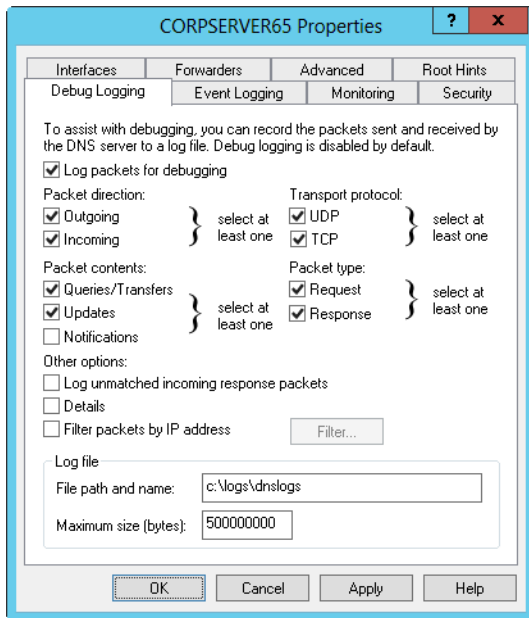 CORPSERVER65 Properties
?
x
Interfaces
Forwarders
Advanced
Root Hints
Debug Logging
Event Logging
Monitoring
Security
To assist with debugging, you can record the packets sent and received by
the DNS server to a log file. Debug logging is disabled by default.
Log packets for debugging
Packet direction:
Outgoing
Incoming
select at
least one
Transport protocol:
UDP
TCP
select at
least one
Packet contents:
Queries/Transfers
Updates
Notifications
select at
least one
Packet type:
Request
Response
select at
least one
Other options:
Log unmatched incoming response packets
Details
Filter packets by IP address
Filter...
Log file
File path and name:
c:\logs\dnslogs
Maximum size (bytes):
500000000
OK
Cancel
Apply
Help